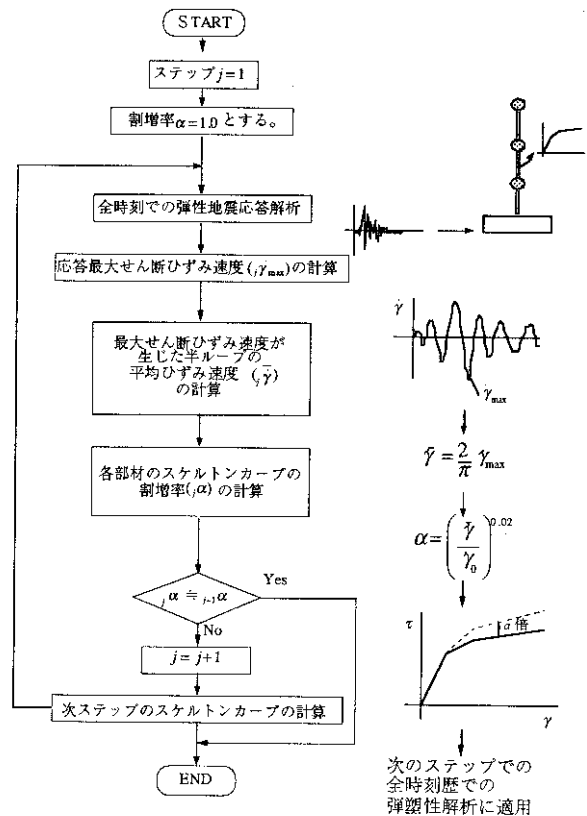 START
ステップj=1
割増率α=1.0とする。
全時刻での弾性地震応答解析
応答最大せん断ひずみ速度(ⱼγ̇max)の計算
最大せん断ひずみ速度が
生じた半ループの
平均ひずみ速度 (ⱼγ̄̇)
の計算
各部材のスケルトンカーブの
割増率(ⱼα)の計算
ⱼα≒ⱼ₋₁α
Yes
No
j=j+1
次ステップのスケルトンカーブの計算
END
γ̇
γ̇max
γ̄=2/π γmax
α=(γ̄/γ₀)^0.02
τ
ᾱ倍
γ
次のステップでの
全時刻歴での
弾塑性解析に適用